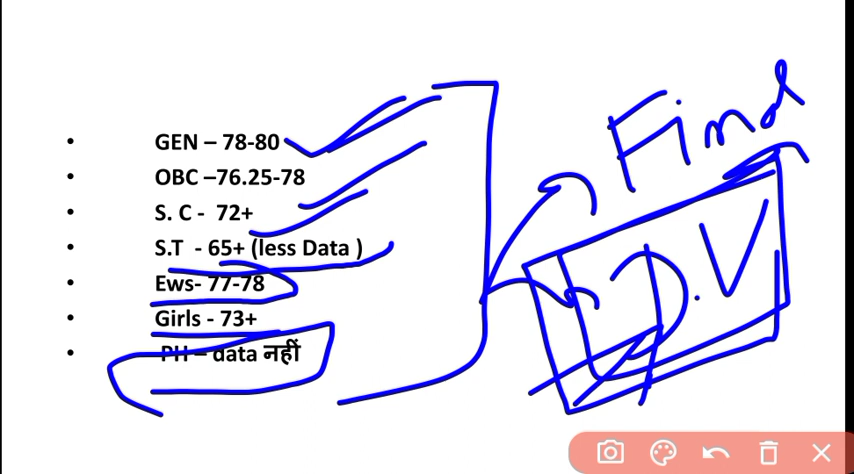 • GEN – 78-80
• OBC –76.25-78
• S. C - 72+
• S.T - 65+ (less Data )
• Ews- 77-78
• Girls - 73+
• PH – data नहीं
Final
D.V